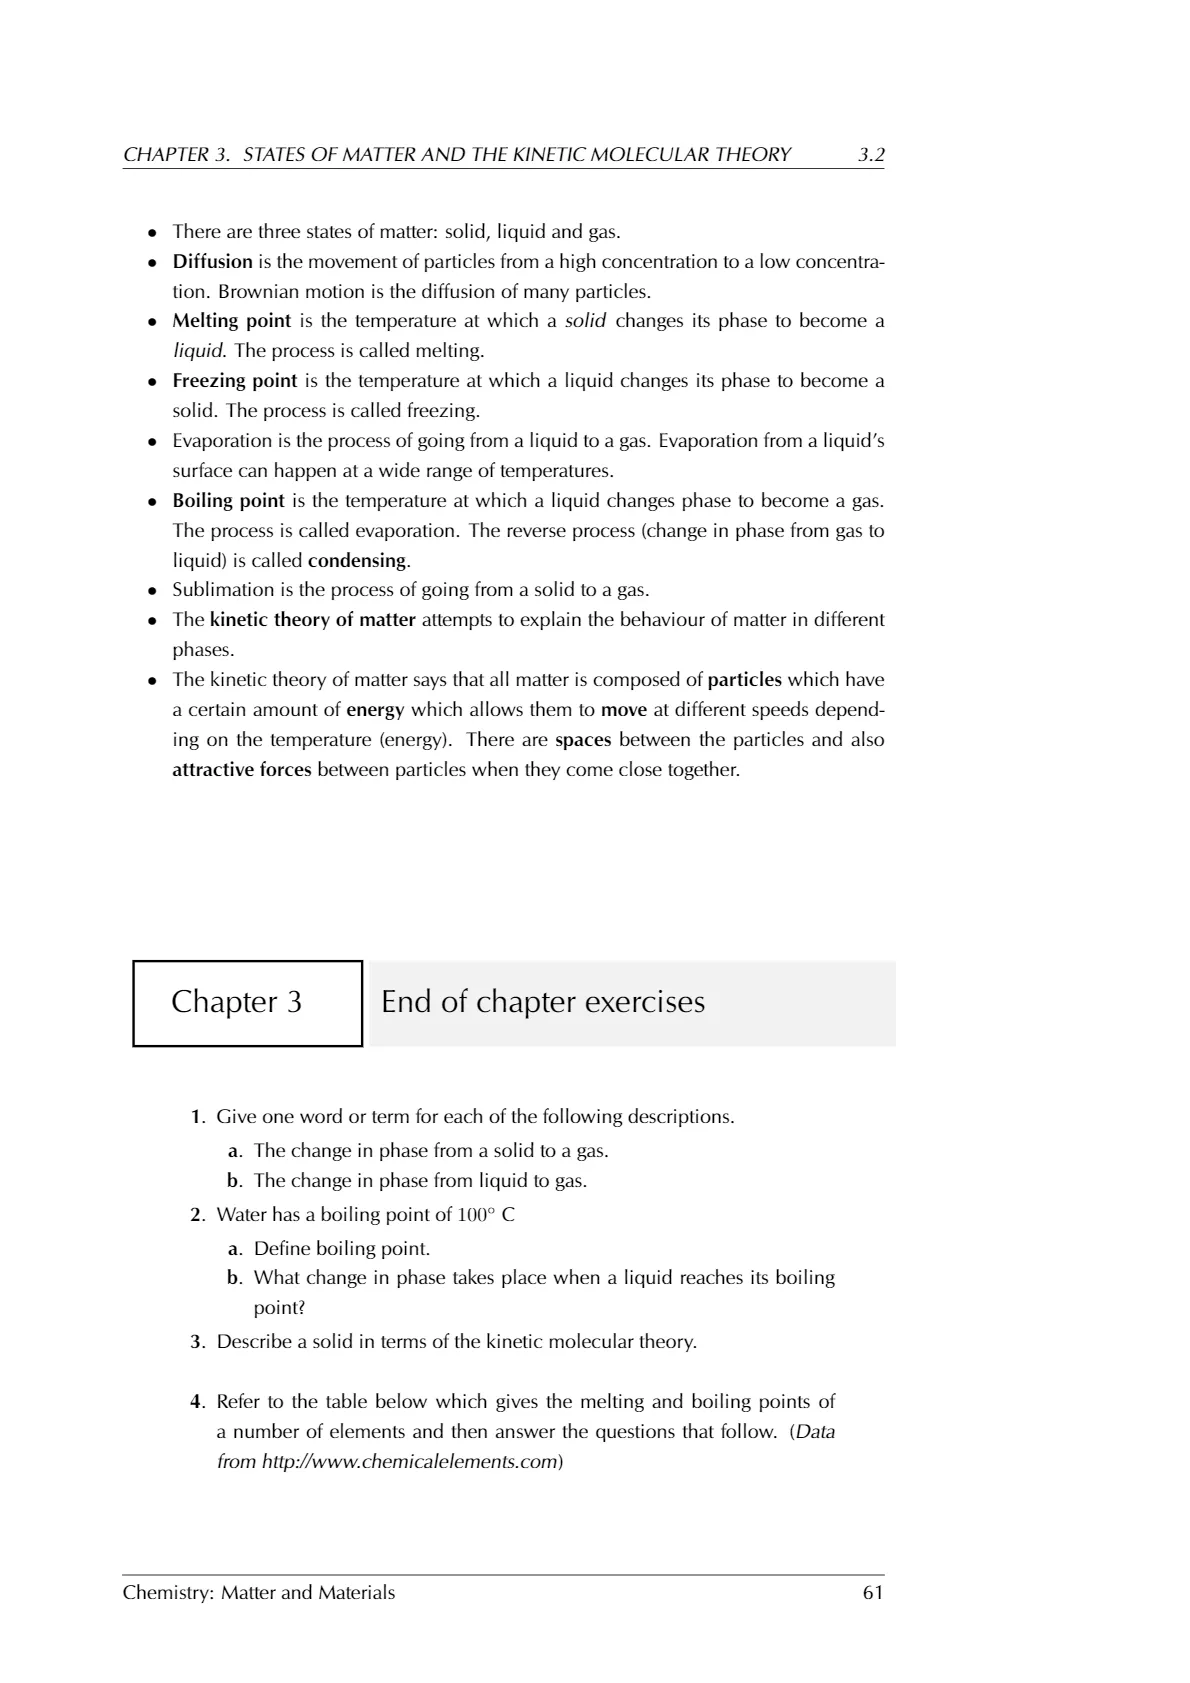 CHAPTER 3. STATES OF MATTER AND THE KINETIC MOLECULAR THEORY 3.2
• There are three states of matter: solid, liquid and gas.
• Diffusion is the movement of particles from a high concentration to a low concentra-
tion. Brownian motion is the diffusion of many particles.
• Melting point is the temperature at which a solid changes its phase to become a
liquid. The process is called melting.
• Freezing point is the temperature at which a liquid changes its phase to become a
solid. The process is called freezing.
• Evaporation is the process of going from a liquid to a gas. Evaporation from a liquid’s
surface can happen at a wide range of temperatures.
• Boiling point is the temperature at which a liquid changes phase to become a gas.
The process is called evaporation. The reverse process (change in phase from gas to
liquid) is called condensing.
• Sublimation is the process of going from a solid to a gas.
• The kinetic theory of matter attempts to explain the behaviour of matter in different
phases.
• The kinetic theory of matter says that all matter is composed of particles which have
a certain amount of energy which allows them to move at different speeds depend-
ing on the temperature (energy). There are spaces between the particles and also
attractive forces between particles when they come close together.
Chapter 3 End of chapter exercises
1. Give one word or term for each of the following descriptions.
a. The change in phase from a solid to a gas.
b. The change in phase from liquid to gas.
2. Water has a boiling point of 100° C
a. Define boiling point.
b. What change in phase takes place when a liquid reaches its boiling
point?
3. Describe a solid in terms of the kinetic molecular theory.
4. Refer to the table below which gives the melting and boiling points of
a number of elements and then answer the questions that follow. (Data
from http://www.chemicalelements.com)
Chemistry: Matter and Materials 61